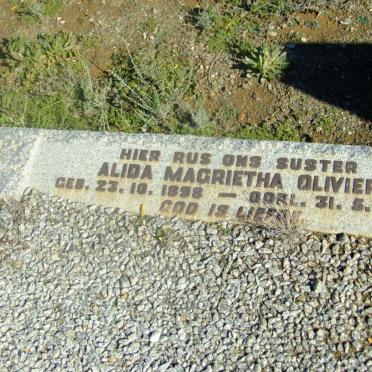 HIER RUS ONS SUSTER
ALIDA MAGRIETHA OLIVIER
GEB. 23. 10. 1898 — OORL. 31. 5.
GOD IS LIEFDE